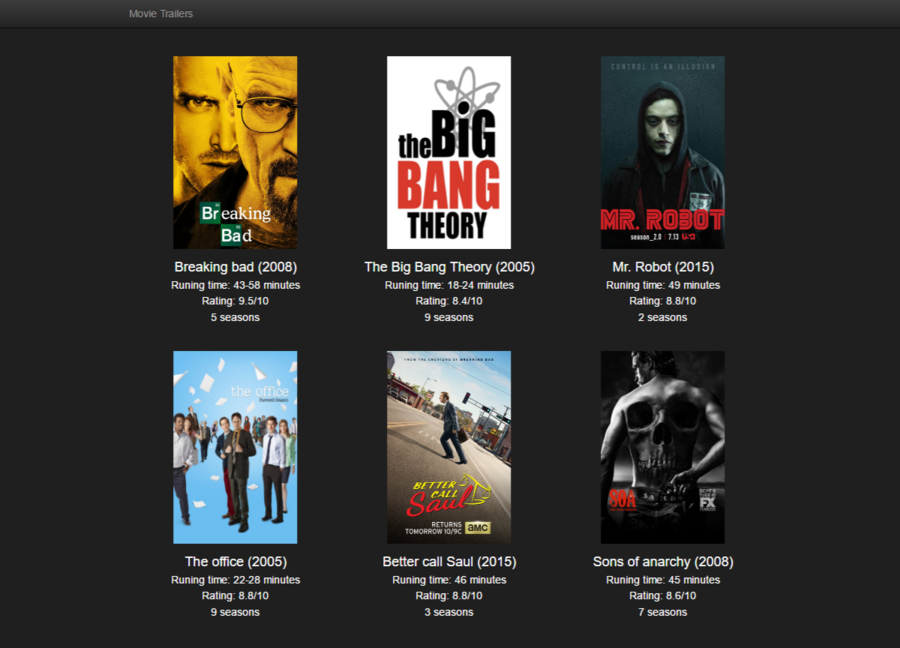 Movie Trailers
Breaking
Bad
Breaking bad (2008)
Runing time: 43-58 minutes
Rating: 9.5/10
5 seasons
the BiG
BANG
THEORY
The Big Bang Theory (2005)
Runing time: 18-24 minutes
Rating: 8.4/10
9 seasons
CONTROL IS AN ILLUSION
MR. ROBOT
season_2.0 7.13 USA
Mr. Robot (2015)
Runing time: 49 minutes
Rating: 8.8/10
2 seasons
the office
The office (2005)
Runing time: 22-28 minutes
Rating: 8.8/10
9 seasons
FROM THE CREATORS OF BREAKING BAD
BETTER
CALL
Saul
RETURNS
TOMORROW 10/9C aMC
Better call Saul (2015)
Runing time: 46 minutes
Rating: 8.8/10
3 seasons
SOA
FX
Sons of anarchy (2008)
Runing time: 45 minutes
Rating: 8.6/10
7 seasons